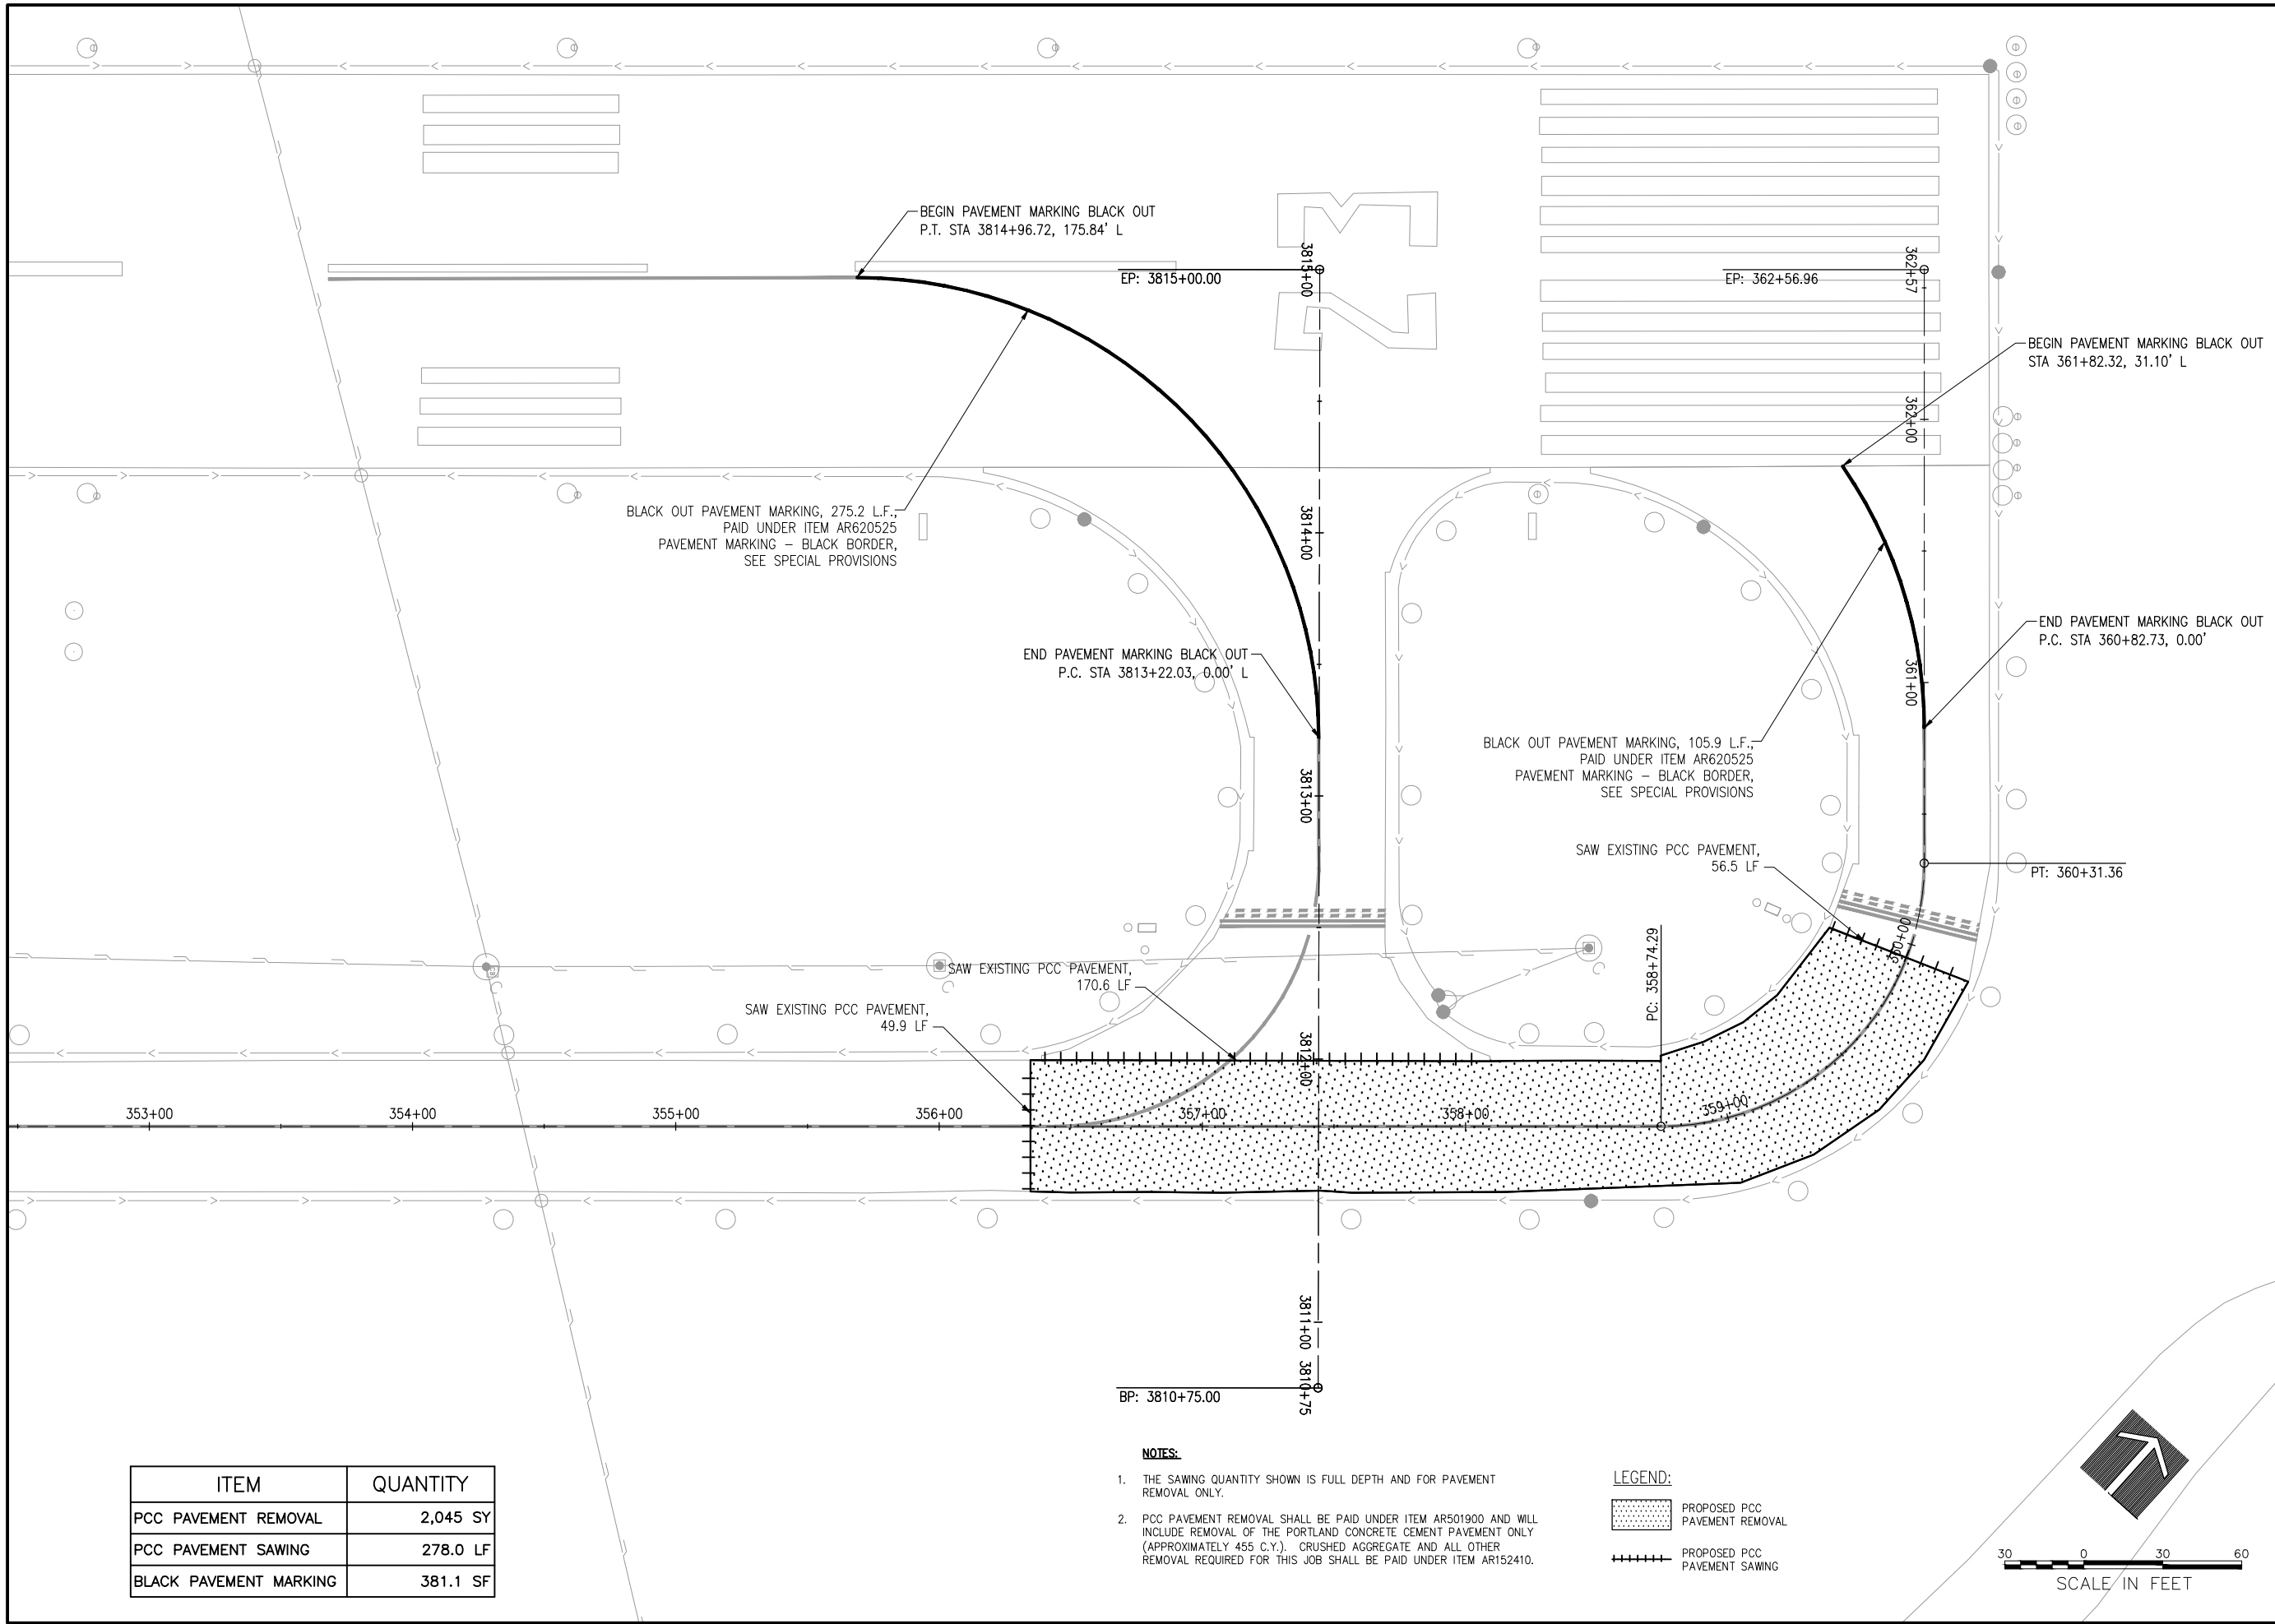 BEGIN PAVEMENT MARKING BLACK OUT
P.T. STA 3814+96.72, 175.84' L
EP: 3815+00.00
3815+00
EP: 362+56.96
362+57
BEGIN PAVEMENT MARKING BLACK OUT
STA 361+82.32, 31.10' L
362+00
BLACK OUT PAVEMENT MARKING, 275.2 L.F.,
PAID UNDER ITEM AR620525
PAVEMENT MARKING – BLACK BORDER,
SEE SPECIAL PROVISIONS
3814+00
END PAVEMENT MARKING BLACK OUT
P.C. STA 3813+22.03, 0.00' L
END PAVEMENT MARKING BLACK OUT
P.C. STA 360+82.73, 0.00'
361+00
BLACK OUT PAVEMENT MARKING, 105.9 L.F.,
PAID UNDER ITEM AR620525
PAVEMENT MARKING – BLACK BORDER,
SEE SPECIAL PROVISIONS
3813+00
SAW EXISTING PCC PAVEMENT,
56.5 LF
PT: 360+31.36
360+00
PC: 358+74.29
SAW EXISTING PCC PAVEMENT,
170.6 LF
SAW EXISTING PCC PAVEMENT,
49.9 LF
3812+00
353+00
354+00
355+00
356+00
357+00
358+00
359+00
3811+00
3810+75
BP: 3810+75.00
ITEM QUANTITY
PCC PAVEMENT REMOVAL 2,045 SY
PCC PAVEMENT SAWING 278.0 LF
BLACK PAVEMENT MARKING 381.1 SF
NOTES:
1. THE SAWING QUANTITY SHOWN IS FULL DEPTH AND FOR PAVEMENT
REMOVAL ONLY.
2. PCC PAVEMENT REMOVAL SHALL BE PAID UNDER ITEM AR501900 AND WILL
INCLUDE REMOVAL OF THE PORTLAND CONCRETE CEMENT PAVEMENT ONLY
(APPROXIMATELY 455 C.Y.). CRUSHED AGGREGATE AND ALL OTHER
REMOVAL REQUIRED FOR THIS JOB SHALL BE PAID UNDER ITEM AR152410.
LEGEND:
PROPOSED PCC
PAVEMENT REMOVAL
PROPOSED PCC
PAVEMENT SAWING
30 0 30 60
SCALE IN FEET